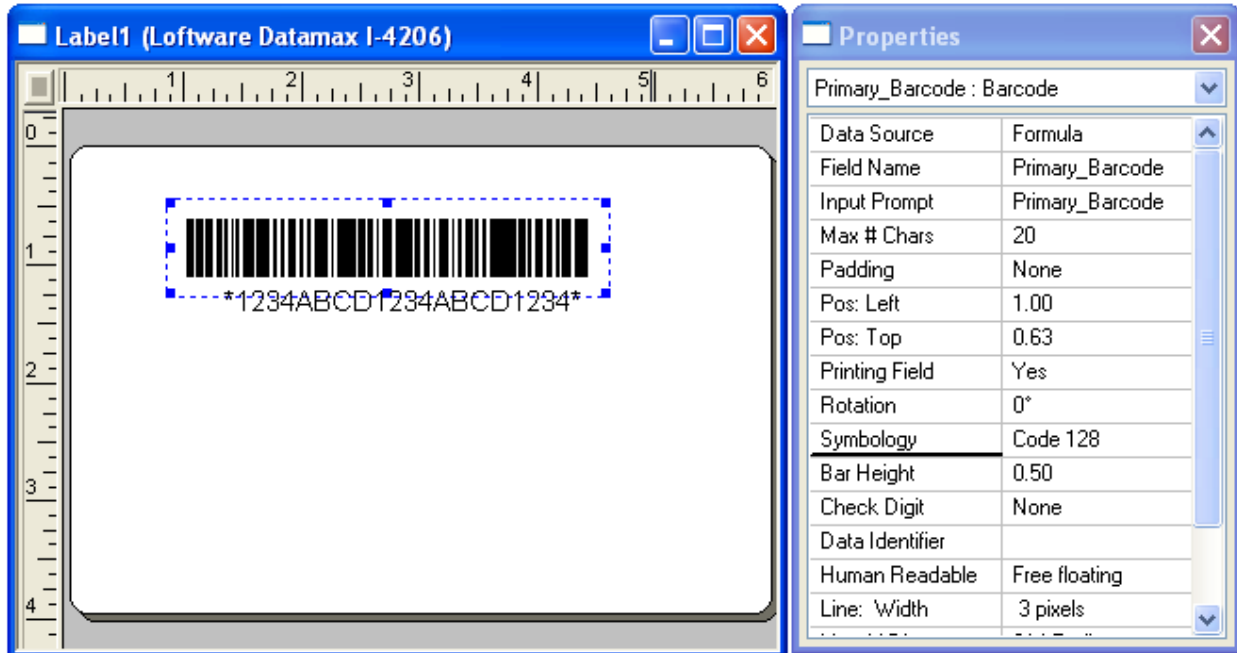 Label1 (Loftware Datamax I-4206)
1 2 3 4 5 6
0
1
2
3
4
*1234ABCD1234ABCD1234*
Properties
Primary_Barcode : Barcode
Data Source Formula
Field Name Primary_Barcode
Input Prompt Primary_Barcode
Max # Chars 20
Padding None
Pos: Left 1.00
Pos: Top 0.63
Printing Field Yes
Rotation 0°
Symbology Code 128
Bar Height 0.50
Check Digit None
Data Identifier
Human Readable Free floating
Line: Width 3 pixels